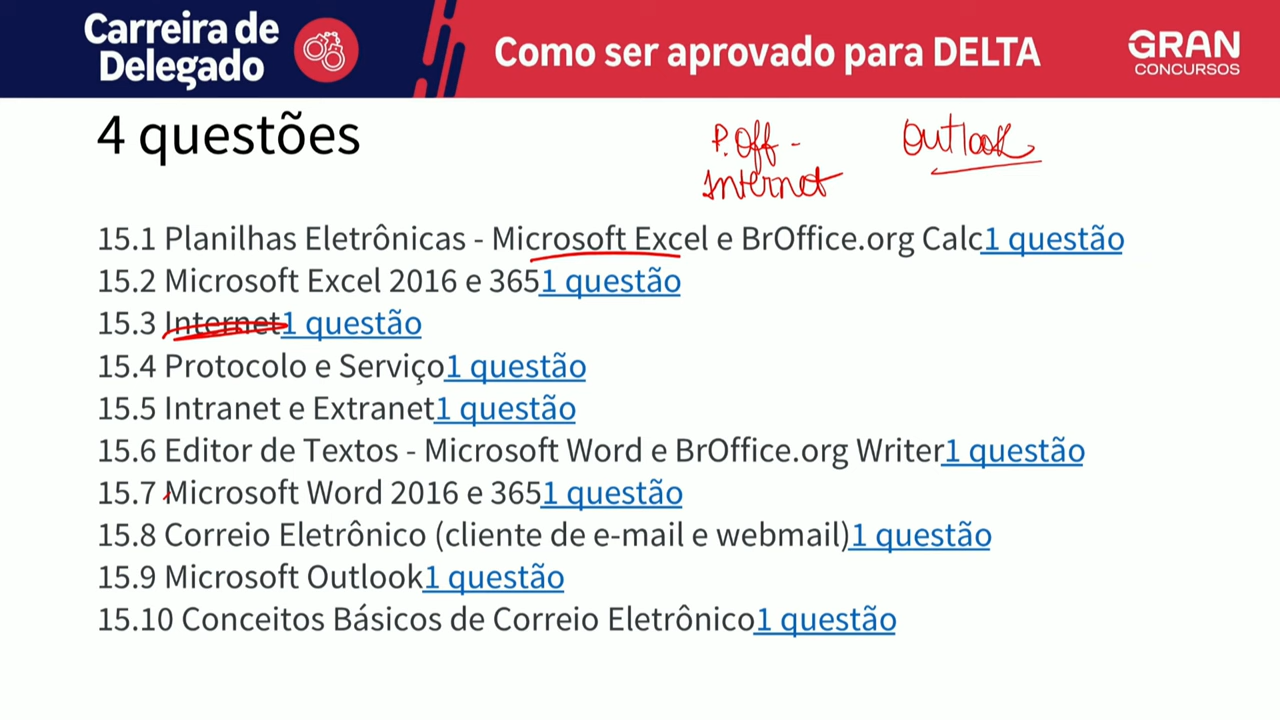 Carreira de
Delegado
Como ser aprovado para DELTA
GRAN
CONCURSOS
4 questões
P. Off -
Internet
Outlook
15.1 Planilhas Eletrônicas - Microsoft Excel e BrOffice.org Calc1 questão
15.2 Microsoft Excel 2016 e 3651 questão
15.3 Internet1 questão
15.4 Protocolo e Serviço1 questão
15.5 Intranet e Extranet1 questão
15.6 Editor de Textos - Microsoft Word e BrOffice.org Writer1 questão
15.7 Microsoft Word 2016 e 3651 questão
15.8 Correio Eletrônico (cliente de e-mail e webmail)1 questão
15.9 Microsoft Outlook1 questão
15.10 Conceitos Básicos de Correio Eletrônico1 questão